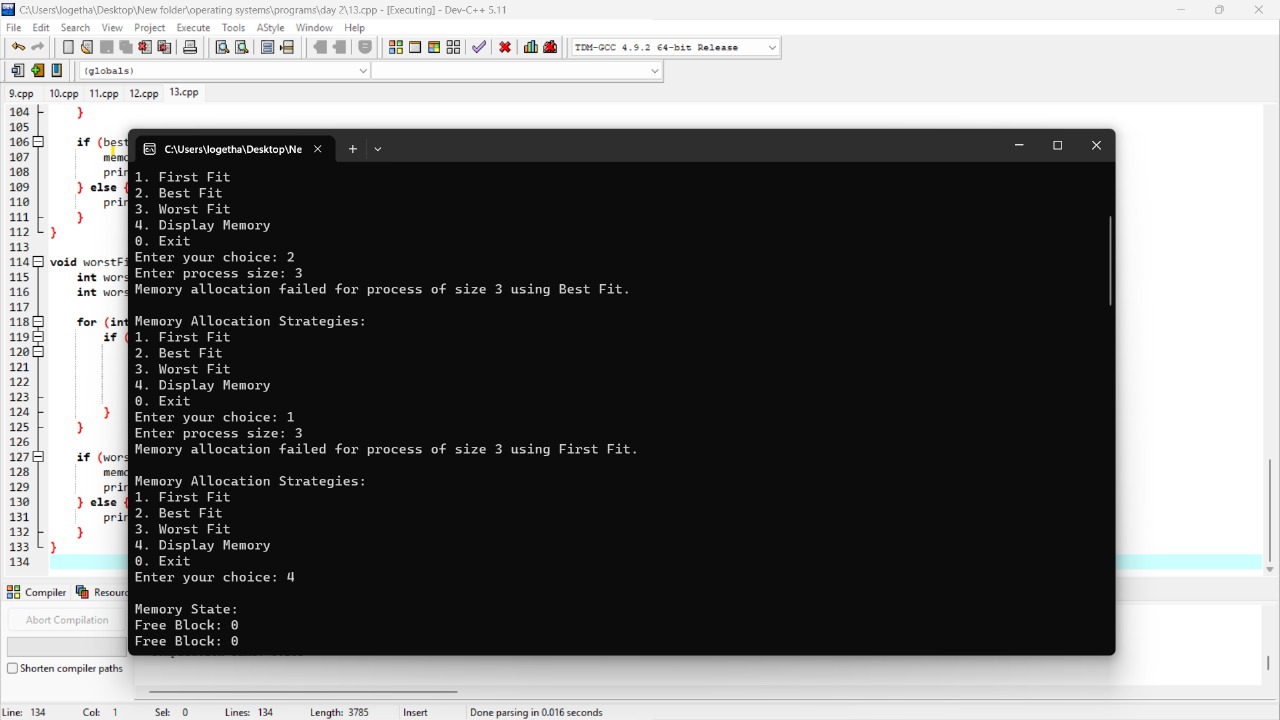 C:\Users\logetha\Desktop\New folder\operating systems\programs\day 2\13.cpp - [Executing] - Dev-C++ 5.11
File Edit Search View Project Execute Tools AStyle Window Help
TDM-GCC 4.9.2 64-bit Release
(globals)
9.cpp 10.cpp 11.cpp 12.cpp 13.cpp
104 }
105
106 if (best
107 memo
108 prin
109 } else {
110 prin
111 }
112 }
113
114 void worstFi
115 int wors
116 int wors
117
118 for (int
119 if (
120
121
122
123
124 }
125 }
126
127 if (wors
128 memo
129 prin
130 } else {
131 prin
132 }
133 }
134
C:\Users\logetha\Desktop\Ne
1. First Fit
2. Best Fit
3. Worst Fit
4. Display Memory
0. Exit
Enter your choice: 2
Enter process size: 3
Memory allocation failed for process of size 3 using Best Fit.
Memory Allocation Strategies:
1. First Fit
2. Best Fit
3. Worst Fit
4. Display Memory
0. Exit
Enter your choice: 1
Enter process size: 3
Memory allocation failed for process of size 3 using First Fit.
Memory Allocation Strategies:
1. First Fit
2. Best Fit
3. Worst Fit
4. Display Memory
0. Exit
Enter your choice: 4
Memory State:
Free Block: 0
Free Block: 0
Compiler Resourc
Abort Compilation
Shorten compiler paths
Line: 134 Col: 1 Sel: 0 Lines: 134 Length: 3785 Insert Done parsing in 0.016 seconds